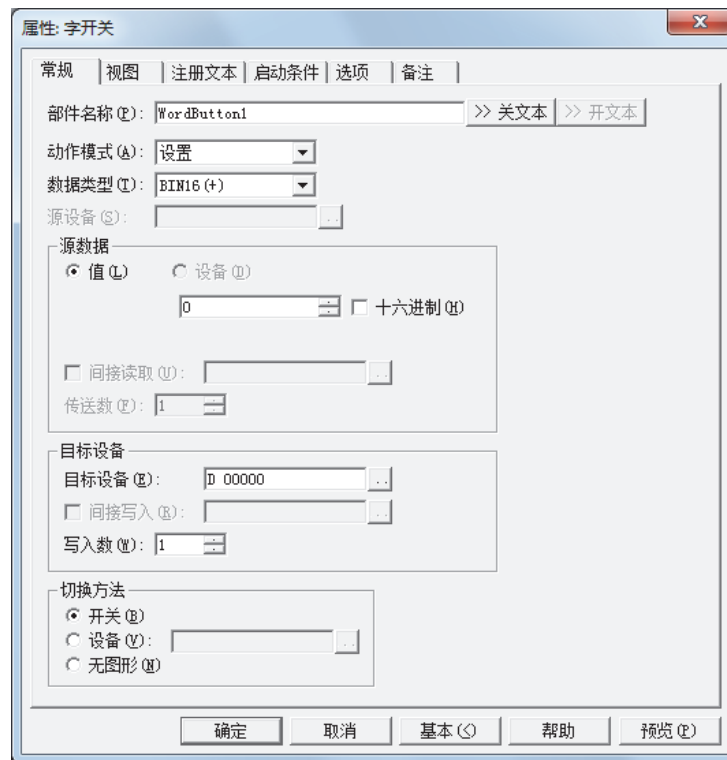 属性: 字开关
常规 视图 注册文本 启动条件 选项 备注
部件名称(P): WordButton1 >> 关文本 >> 开文本
动作模式(A): 设置
数据类型(T): BIN16(+)
源设备(S): ..
源数据
值(L) 设备(D)
0 十六进制(H)
间接读取(U): ..
传送数(F): 1
目标设备
目标设备(E): D 00000 ..
间接写入(R): ..
写入数(W): 1
切换方法
开关(B)
设备(V): ..
无图形(N)
确定 取消 基本(<) 帮助 预览(P)